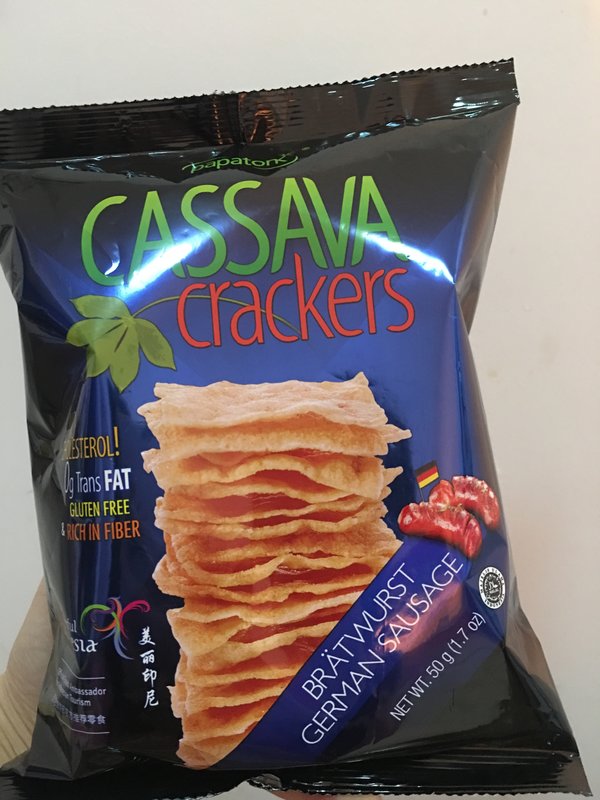 papatonk
CASSAVA
crackers
LESTEROL!
0g Trans FAT
GLUTEN FREE
& RICH IN FIBER
美丽印尼
BRÄTWURST
GERMAN SAUSAGE
NET WT. 50 g (1.7 oz)